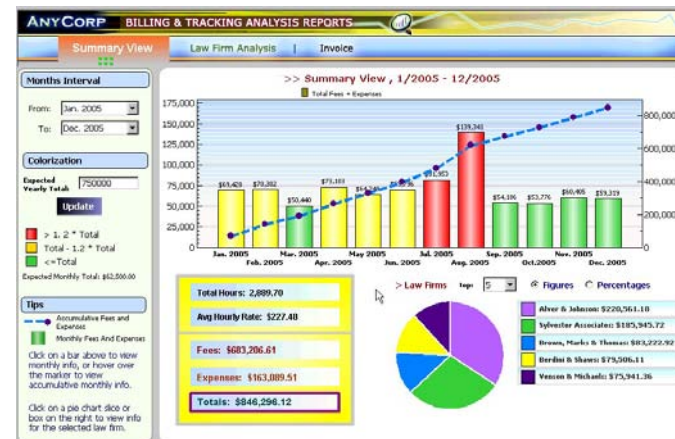 ANYCORP BILLING & TRACKING ANALYSIS REPORTS
Summary View Law Firm Analysis | Invoice
Months Interval
From: Jan. 2005
To: Dec. 2005
Colorization
Expected Yearly Total: 750000
Update
> 1.2 * Total
Total - 1.2 * Total
<=Total
Expected Monthly Total: $62,500.00
Tips
Accumulative Fees and
Expenses
Monthly Fees And Expenses
Click on a bar above to view
monthly info, or hover over
the marker to view
accumulative monthly info.
Click on a pie chart slice or
box on the right to view info
for the selected law firm.
>> Summary View , 1/2005 - 12/2005
Total Fees + Expenses
175,000
150,000
125,000
100,000
75,000
50,000
25,000
0
800,000
600,000
400,000
200,000
0
$69,428 $70,202 $50,440 $139,341 $54,196 $53,776 $60,405 $59,319
Jan. 2005 Feb. 2005 Mar. 2005 Apr. 2005 May 2005 Jun. 2005 Jul. 2005 Aug. 2005 Sep. 2005 Oct. 2005 Nov. 2005 Dec. 2005
Total Hours: 2,889.70
Avg Hourly Rate: $227.48
Fees: $683,206.61
Expenses: $163,089.51
Totals: $846,296.12
> Law Firms top: 5 Figures Percentages
Alver & Johnson: $220,561.18
Sylvester Associates: $185,945.72
Brown, Marks & Thomas: $83,222.92
Berdini & Shaws: $79,506.11
Venson & Michaels: $75,941.36